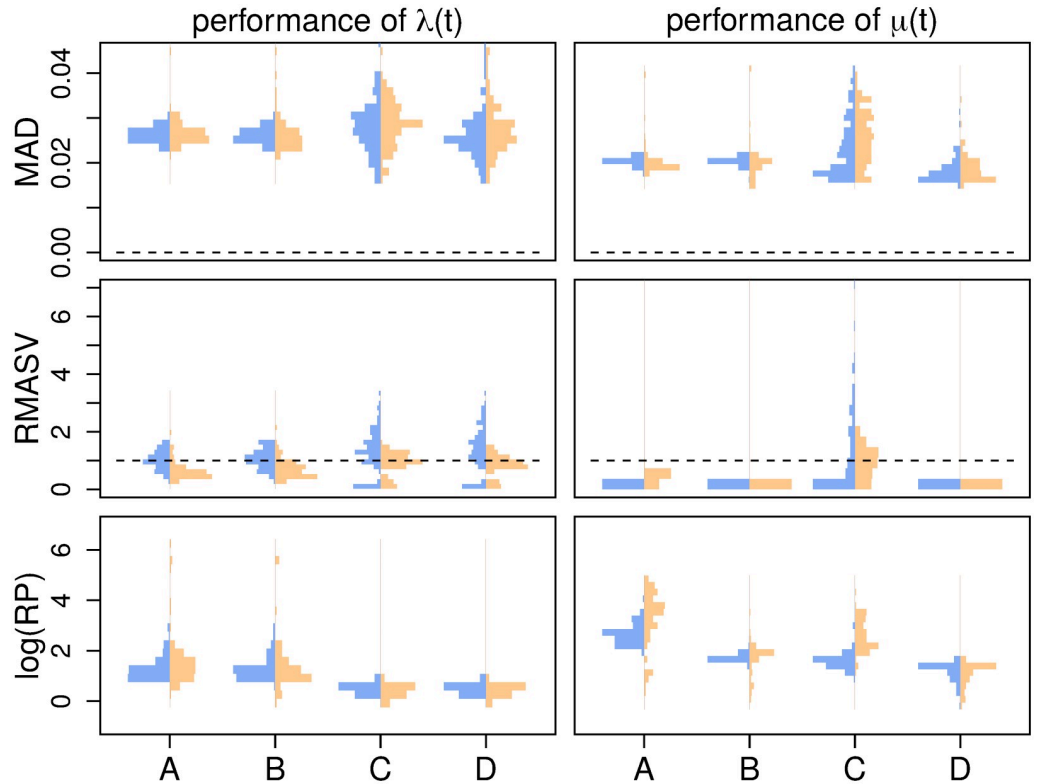 performance of λ(t)
performance of μ(t)
MAD
0.04
0.02
0.00
RMASV
6
4
2
0
log(RP)
6
4
2
0
A B C D
A B C D